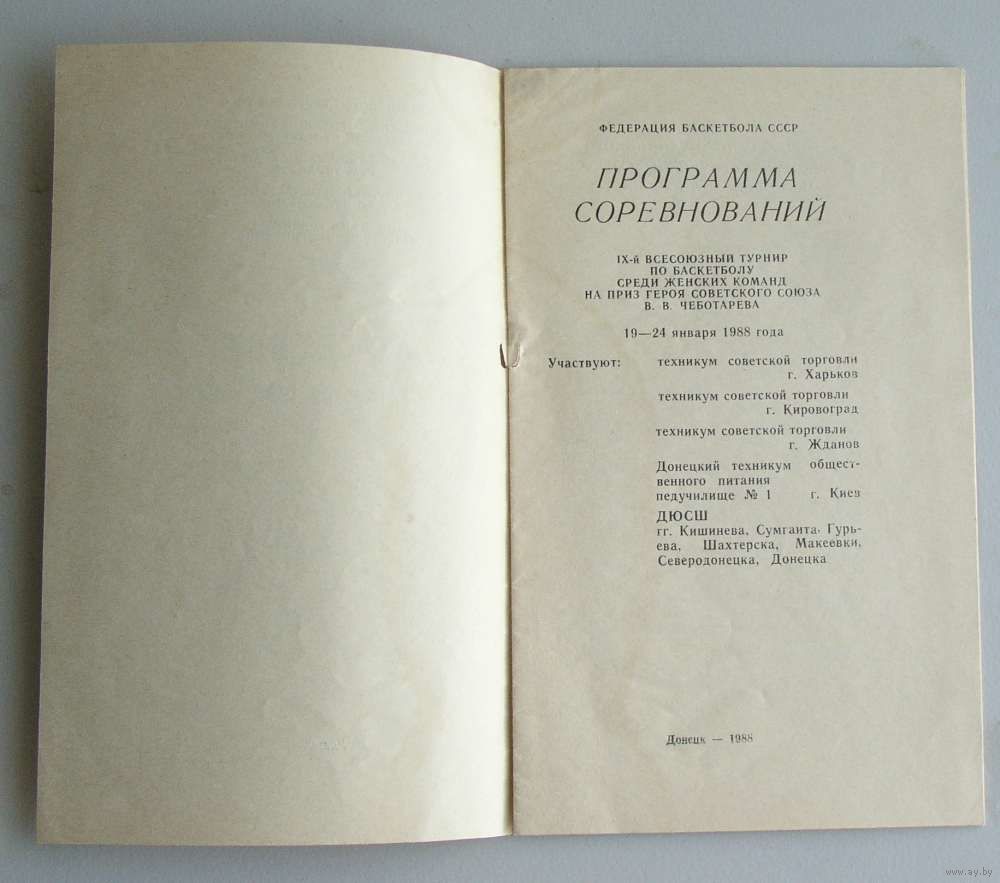 ФЕДЕРАЦИЯ БАСКЕТБОЛА СССР
ПРОГРАММА
СОРЕВНОВАНИЙ
IX-й ВСЕСОЮЗНЫЙ ТУРНИР
ПО БАСКЕТБОЛУ
СРЕДИ ЖЕНСКИХ КОМАНД
НА ПРИЗ ГЕРОЯ СОВЕТСКОГО СОЮЗА
В. В. ЧЕБОТАРЕВА
19—24 января 1988 года
Участвуют: техникум советской торговли
г. Харьков
техникум советской торговли
г. Кировоград
техникум советской торговли
г. Жданов
Донецкий техникум общест-
венного питания
педучилище № 1 г. Киев
ДЮСШ
гг. Кишинева, Сумгаита, Гурь-
ева, Шахтерска, Макеевки,
Северодонецка, Донецка
Донецк — 1988
www.ay.by